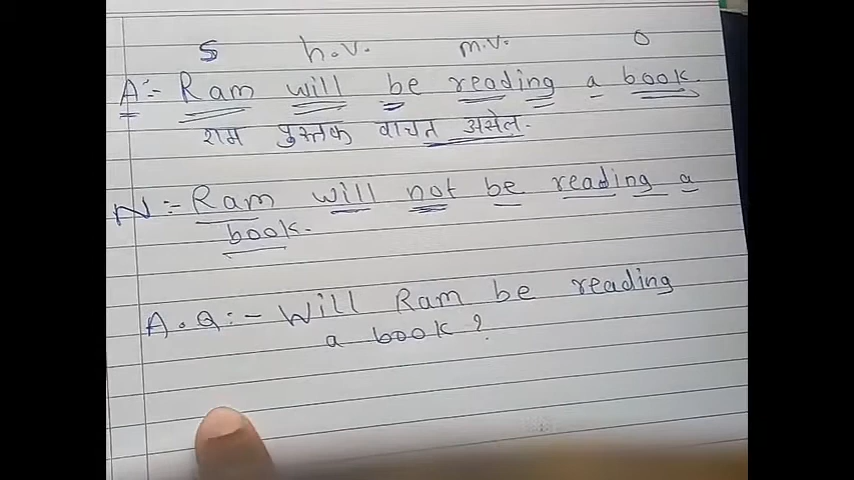 S h.v. m.v. O
A:- Ram will be reading a book.
राम पुस्तक वाचत असेल.
N:- Ram will not be reading a
book.
A.Q:- Will Ram be reading
a book?